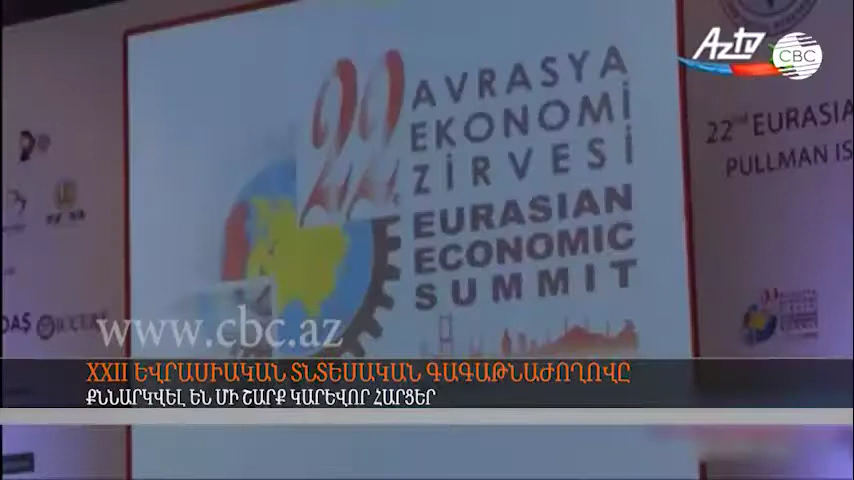 AzTV
CBC
22
AVRASYA
EKONOMİ
ZİRVESİ
EURASIAN
ECONOMIC
SUMMIT
22nd EURASIA
PULLMAN IS
www.cbc.az
XXII ԵՎՐԱՍԻԱԿԱՆ ՏՆՏԵՍԱԿԱՆ ԳԱԳԱԹՆԱԺՈՂՈՎԸ
ՔՆՆԱՐԿՎԵԼ ԵՆ ՄԻ ՇԱՐՔ ԿԱՐԵՎՈՐ ՀԱՐՑԵՐ